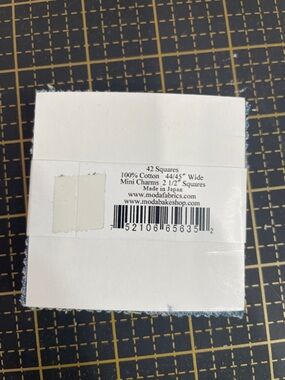 42 Squares
100% Cotton 44/45" Wide
Mini Charms 2 1/2" Squares
Made in Japan
www.modafabrics.com
www.modabakeshop.com
7 52106 65635 2